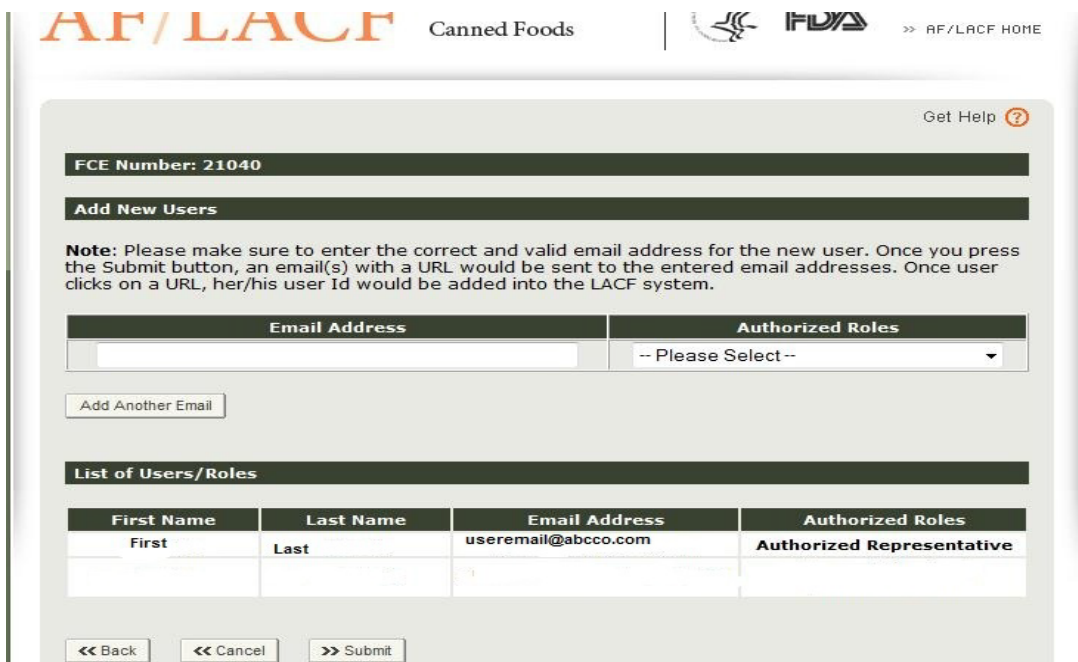 AF/LACF Canned Foods FDA >> AF/LACF HOME
Get Help ?
FCE Number: 21040
Add New Users
Note: Please make sure to enter the correct and valid email address for the new user. Once you press
the Submit button, an email(s) with a URL would be sent to the entered email addresses. Once user
clicks on a URL, her/his user Id would be added into the LACF system.
Email Address Authorized Roles
-- Please Select --
Add Another Email
List of Users/Roles
First Name Last Name Email Address Authorized Roles
First Last useremail@abcco.com Authorized Representative
<< Back << Cancel >> Submit